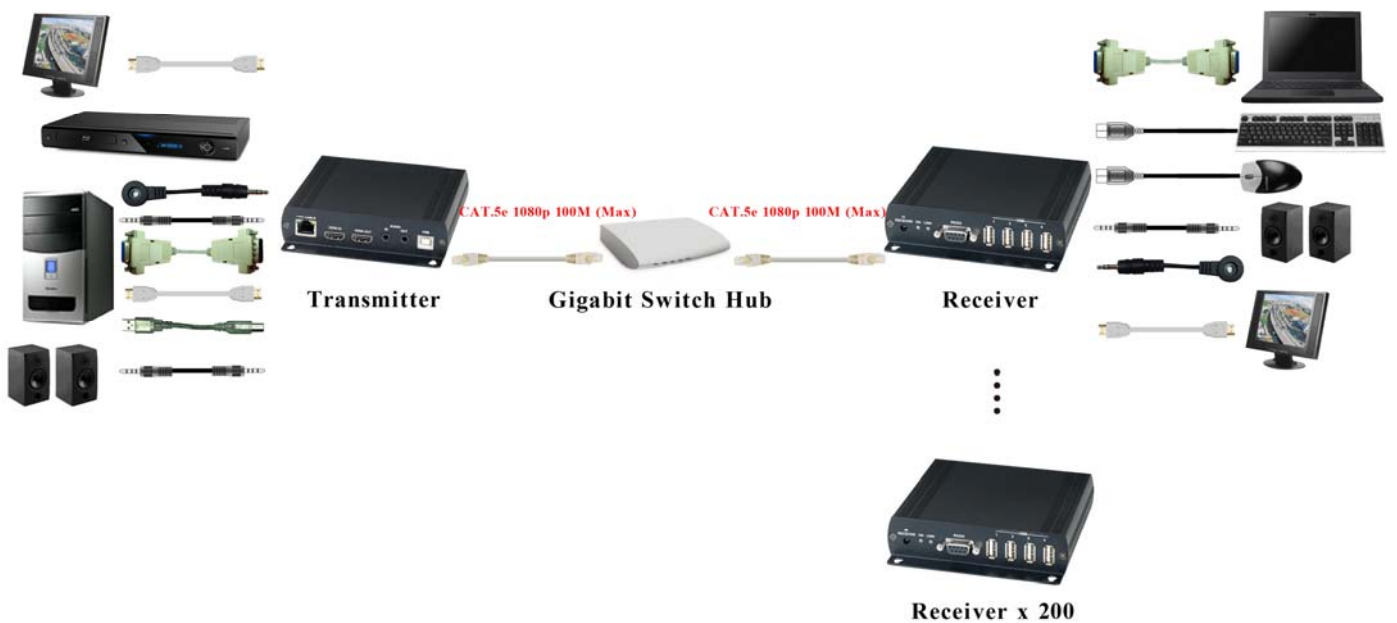 CAT.5e 1080p 100M (Max)
CAT.5e 1080p 100M (Max)
Transmitter
Gigabit Switch Hub
Receiver
Receiver x 200